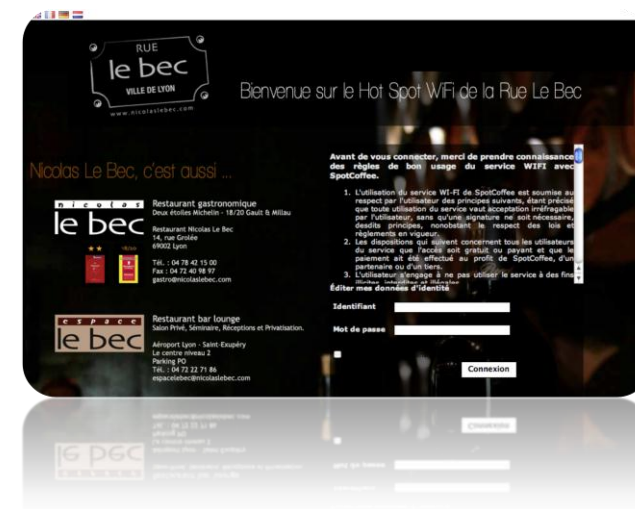 RUE
le bec
VILLE DE LYON
www.nicolaslebec.com
Bienvenue sur le Hot Spot WiFi de la Rue Le Bec
Nicolas Le Bec, c'est aussi ...
nicolas
le bec
18/20
Restaurant gastronomique
Deux étoiles Michelin - 18/20 Gault & Millau
Restaurant Nicolas Le Bec
14, rue Grolée
69002 Lyon
Tél. : 04 78 42 15 00
Fax : 04 72 40 98 97
gastro@nicolaslebec.com
espace
le bec
Restaurant bar lounge
Salon Privé, Séminaire, Réceptions et Privatisation.
Aéroport Lyon - Saint-Exupéry
Le centre niveau 2
Parking PO
Tél. : 04 72 22 71 86
espacelebec@nicolaslebec.com
Avant de vous connecter, merci de prendre connaissance
des règles de bon usage du service WIFI avec
SpotCoffee.
1. L'utilisation du service WI-FI de SpotCoffee est soumise au
respect par l'utilisateur des principes suivants, étant précisé
que toute utilisation du service vaut acceptation irréfragable
par l'utilisateur, sans qu'une signature ne soit nécessaire,
desdits principes, nonobstant le respect des lois et
règlements en vigueur.
2. Les dispositions qui suivent concernent tous les utilisateurs
du service que l'accès soit gratuit ou payant et que le
paiement ait été effectué au profit de SpotCoffee, d'un
partenaire ou d'un tiers.
3. L'utilisateur s'engage à ne pas utiliser le service à des fins
illicites, interdites et illégales
Éditer mes données d'identité
Identifiant
Mot de passe
Connexion